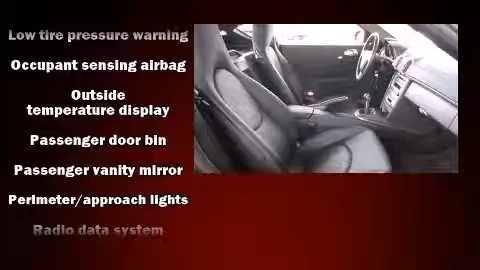 Low tire pressure warning
Occupant sensing airbag
Outside
temperature display
Passenger door bin
Passenger vanity mirror
Perimeter/approach lights
Radio data system